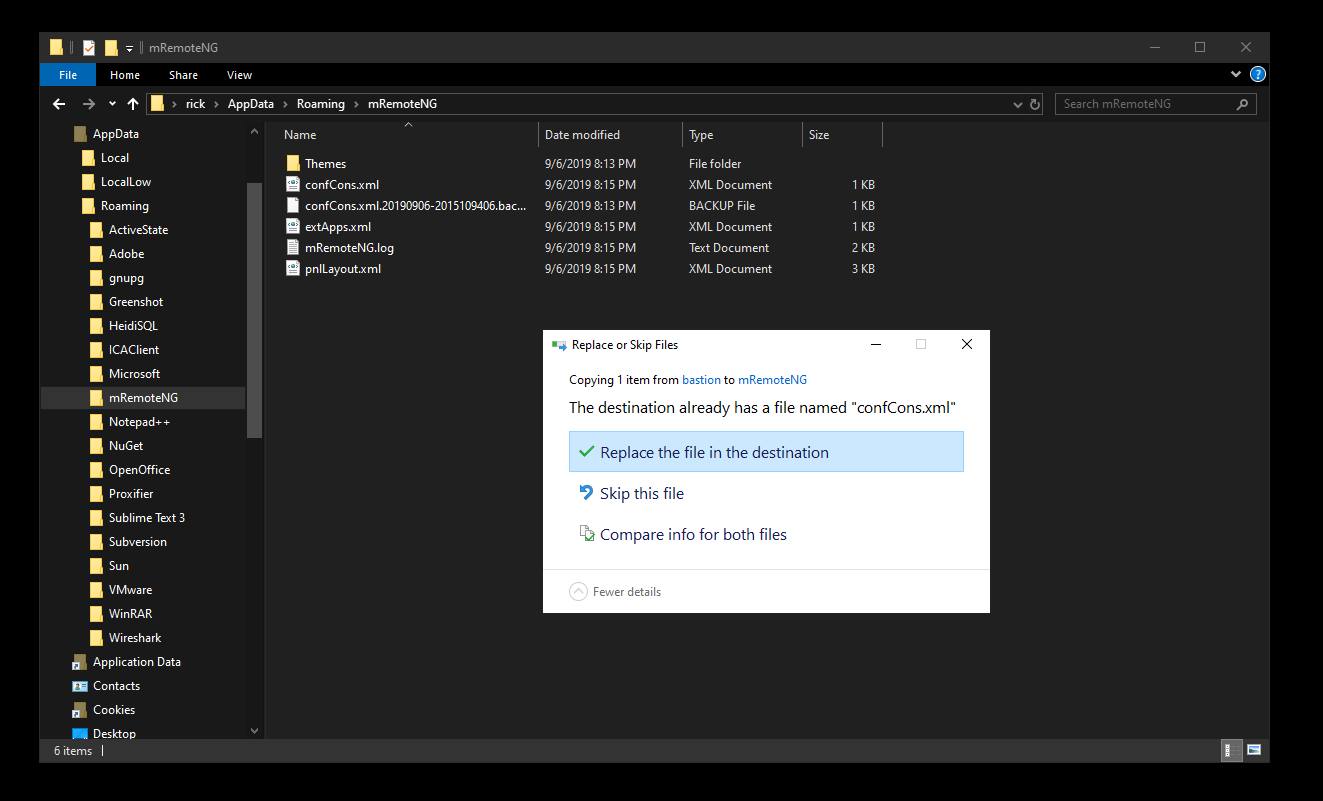 mRemoteNG
File Home Share View
rick AppData Roaming mRemoteNG
Search mRemoteNG
AppData
Local
LocalLow
Roaming
ActiveState
Adobe
gnupg
Greenshot
HeidiSQL
ICAClient
Microsoft
mRemoteNG
Notepad++
NuGet
OpenOffice
Proxifier
Sublime Text 3
Subversion
Sun
VMware
WinRAR
Wireshark
Application Data
Contacts
Cookies
Desktop
Name Date modified Type Size
Themes 9/6/2019 8:13 PM File folder
confCons.xml 9/6/2019 8:15 PM XML Document 1 KB
confCons.xml.20190906-2015109406.bac... 9/6/2019 8:13 PM BACKUP File 1 KB
extApps.xml 9/6/2019 8:15 PM XML Document 1 KB
mRemoteNG.log 9/6/2019 8:15 PM Text Document 2 KB
pnlLayout.xml 9/6/2019 8:15 PM XML Document 3 KB
Replace or Skip Files
Copying 1 item from bastion to mRemoteNG
The destination already has a file named "confCons.xml"
Replace the file in the destination
Skip this file
Compare info for both files
Fewer details
6 items